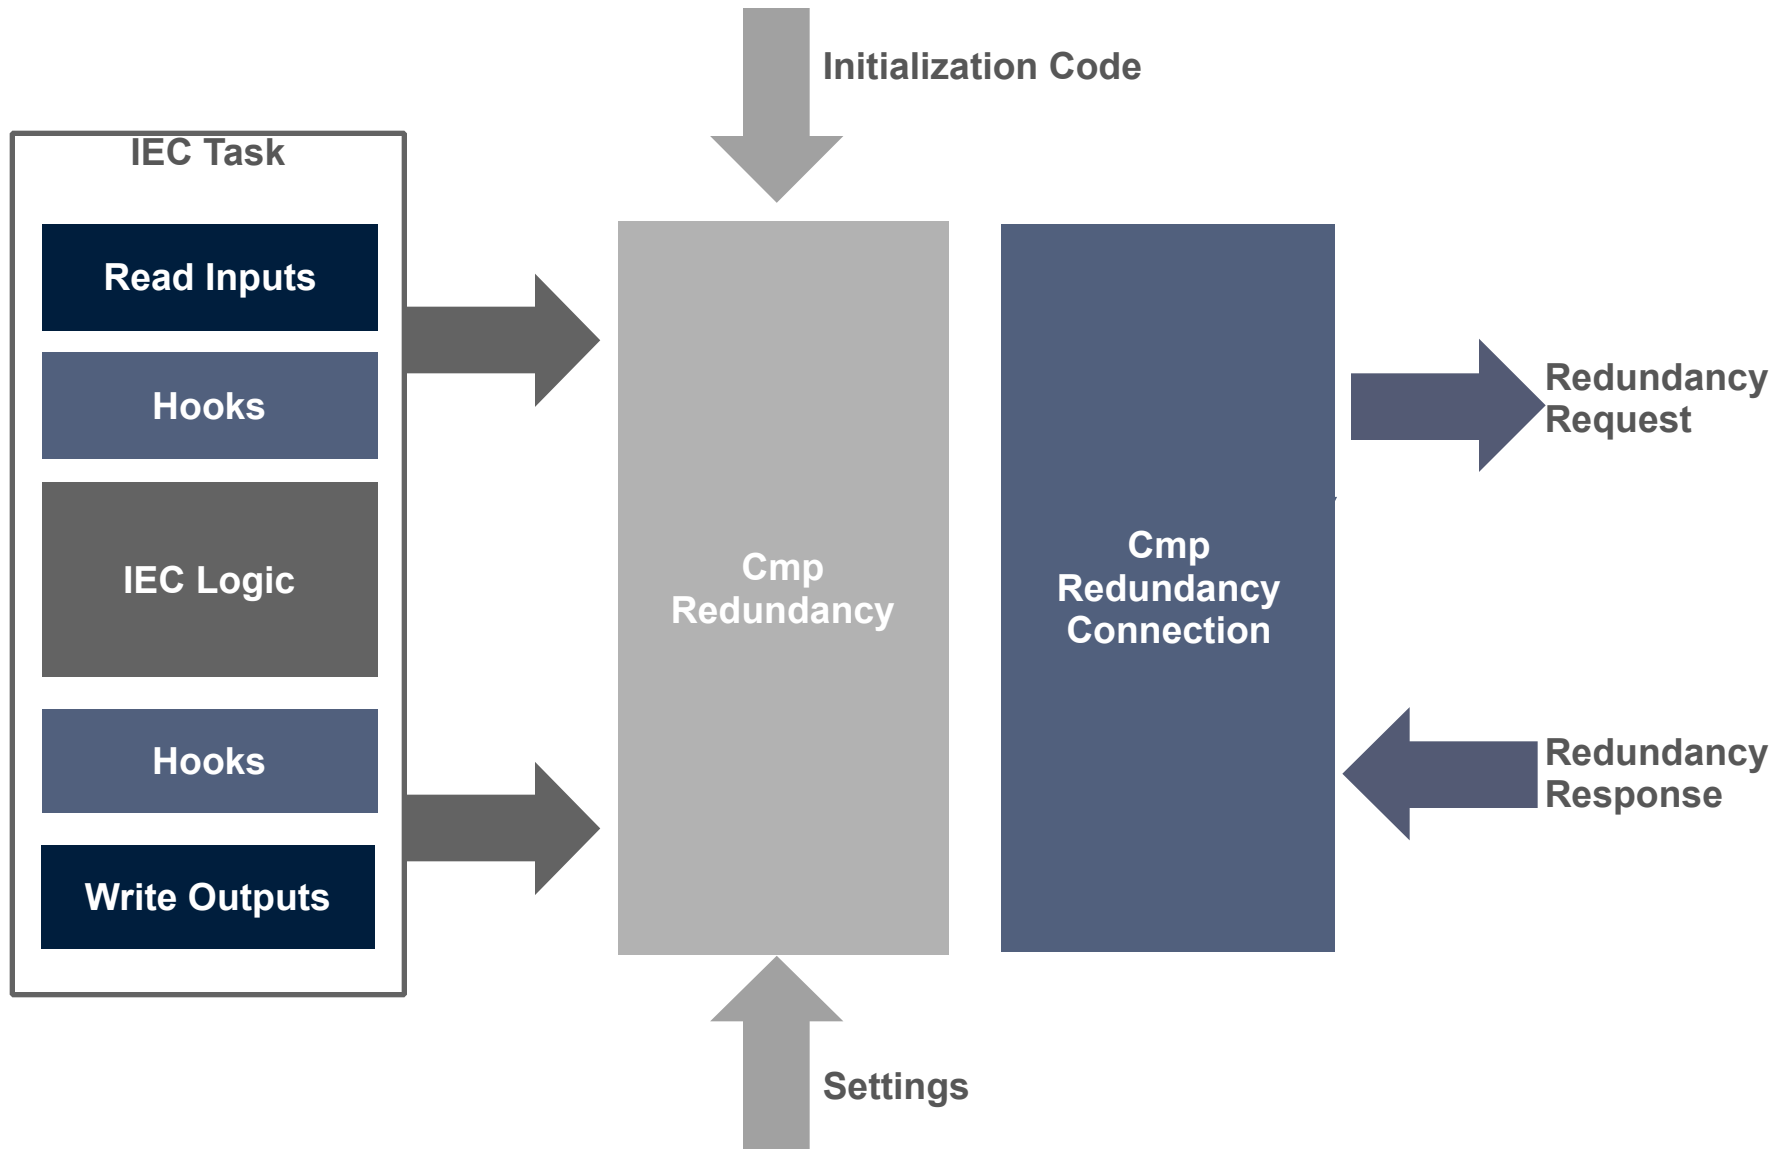 Initialization Code
IEC Task
Read Inputs
Hooks
IEC Logic
Hooks
Write Outputs
Cmp
Redundancy
Cmp
Redundancy
Connection
Redundancy
Request
Redundancy
Response
Settings